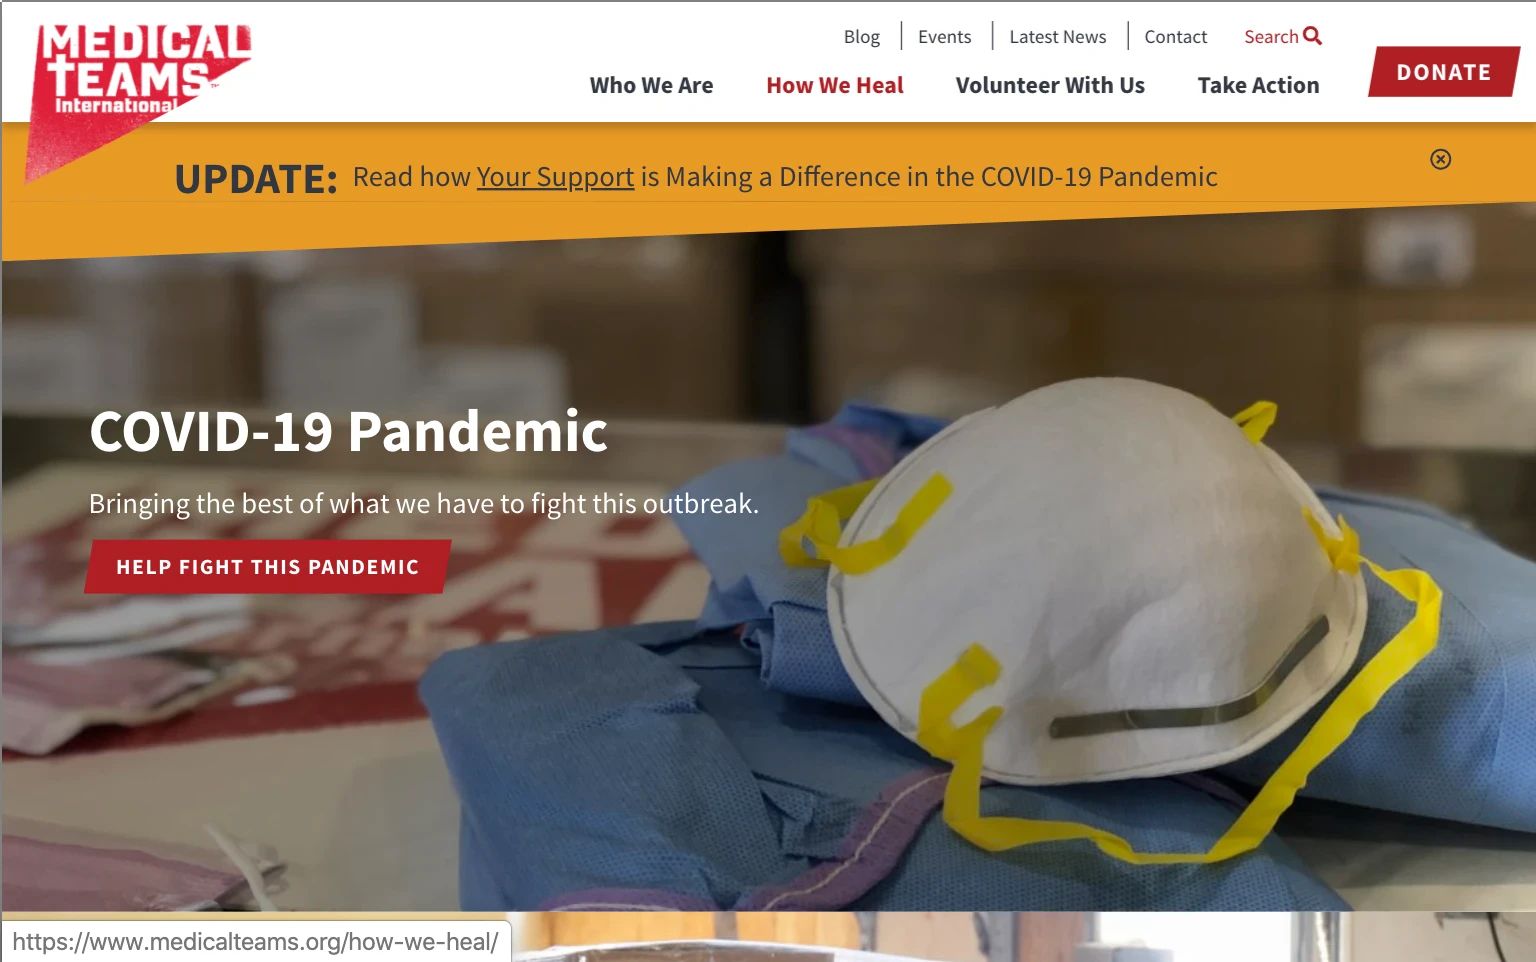 MEDICAL
TEAMS™
International
Blog
Events
Latest News
Contact
Search
Who We Are
How We Heal
Volunteer With Us
Take Action
DONATE
UPDATE: Read how Your Support is Making a Difference in the COVID-19 Pandemic
COVID-19 Pandemic
Bringing the best of what we have to fight this outbreak.
HELP FIGHT THIS PANDEMIC
https://www.medicalteams.org/how-we-heal/